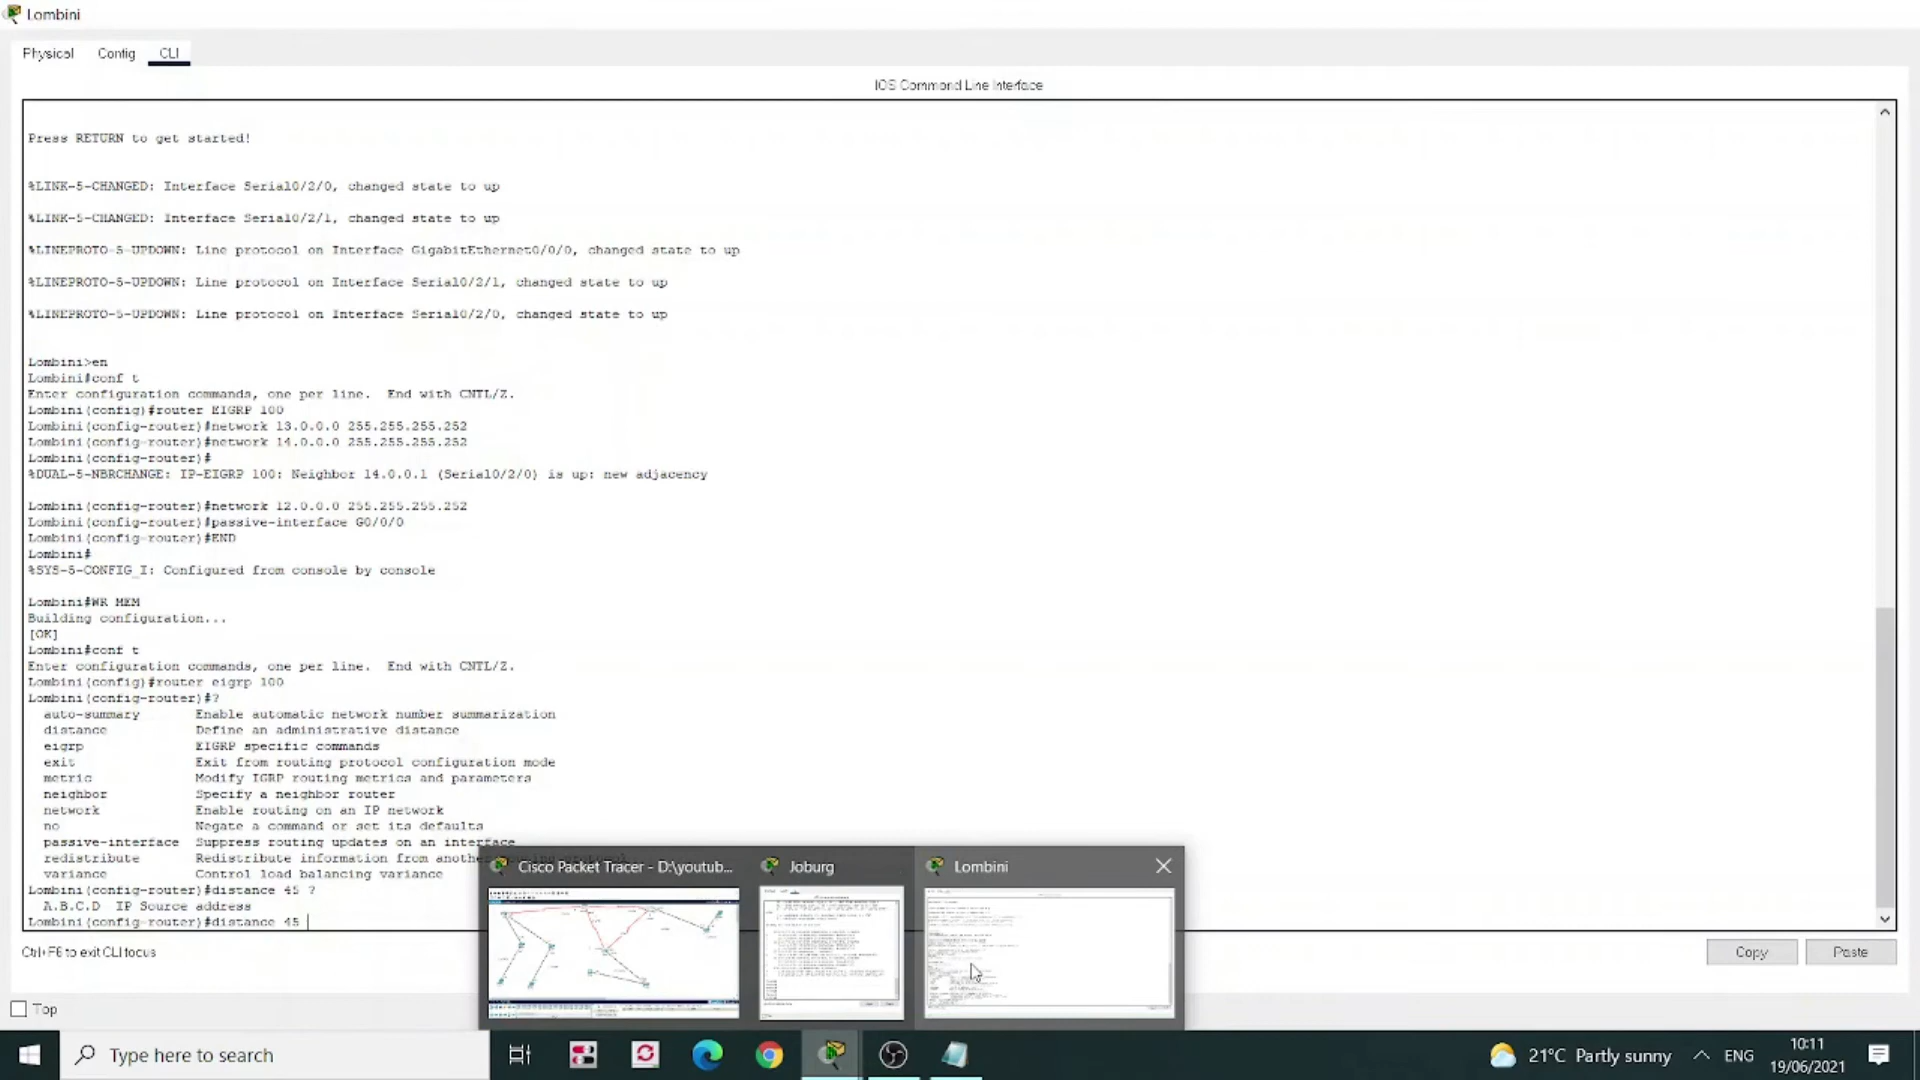 Lombini
Physical Config CLI
IOS Command Line Interface
Press RETURN to get started!
%LINK-5-CHANGED: Interface Serial0/2/0, changed state to up
%LINK-5-CHANGED: Interface Serial0/2/1, changed state to up
%LINEPROTO-5-UPDOWN: Line protocol on Interface GigabitEthernet0/0/0, changed state to up
%LINEPROTO-5-UPDOWN: Line protocol on Interface Serial0/2/1, changed state to up
%LINEPROTO-5-UPDOWN: Line protocol on Interface Serial0/2/0, changed state to up
Lombini>en
Lombini#conf t
Enter configuration commands, one per line. End with CNTL/Z.
Lombini(config)#router EIGRP 100
Lombini(config-router)#network 13.0.0.0 255.255.255.252
Lombini(config-router)#network 14.0.0.0 255.255.255.252
Lombini(config-router)#
%DUAL-5-NBRCHANGE: IP-EIGRP 100: Neighbor 14.0.0.1 (Serial0/2/0) is up: new adjacency
Lombini(config-router)#network 12.0.0.0 255.255.255.252
Lombini(config-router)#passive-interface G0/0/0
Lombini(config-router)#END
Lombini#
%SYS-5-CONFIG_I: Configured from console by console
Lombini#WR MEM
Building configuration...
[OK]
Lombini#conf t
Enter configuration commands, one per line. End with CNTL/Z.
Lombini(config)#router eigrp 100
Lombini(config-router)#?
auto-summary Enable automatic network number summarization
distance Define an administrative distance
eigrp EIGRP specific commands
exit Exit from routing protocol configuration mode
metric Modify IGRP routing metrics and parameters
neighbor Specify a neighbor router
network Enable routing on an IP network
no Negate a command or set its defaults
passive-interface Suppress routing updates on an interface
redistribute Redistribute information from another
variance Control load balancing variance
Lombini(config-router)#distance 45 ?
A.B.C.D IP Source address
Lombini(config-router)#distance 45
Cisco Packet Tracer - D:\youtub... Joburg Lombini
Ctrl+F6 to exit CLI focus
Copy Paste
Top
Type here to search
21°C Partly sunny ENG 10:11
19/06/2021